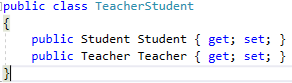 public class TeacherStudent
{
    public Student Student { get; set; }
    public Teacher Teacher { get; set; }
}